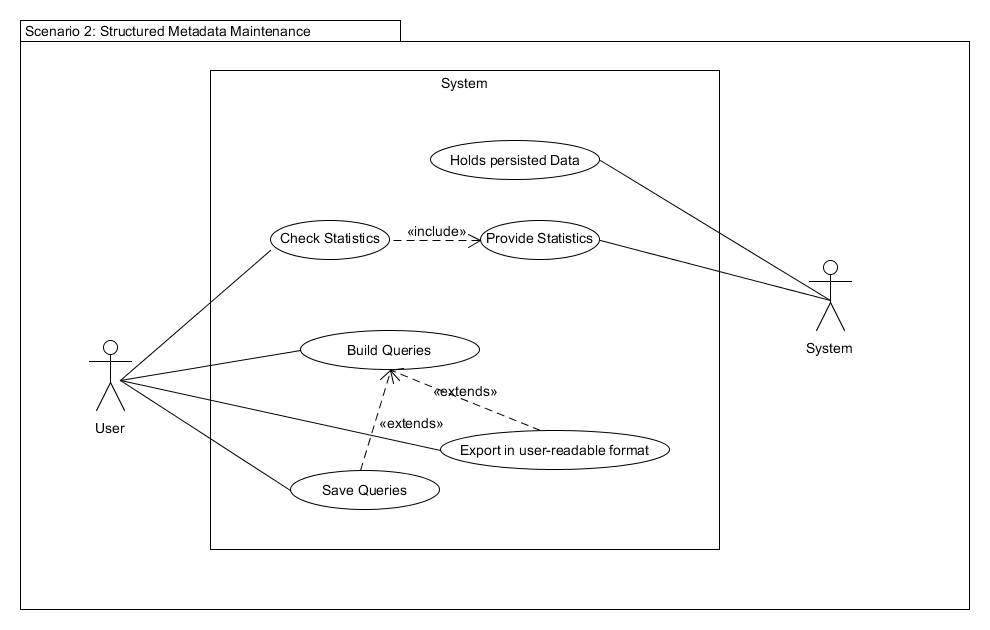 Scenario 2: Structured Metadata Maintenance
System
Holds persisted Data
Check Statistics
«include»
Provide Statistics
System
Build Queries
«extends»
«extends»
User
Export in user-readable format
Save Queries